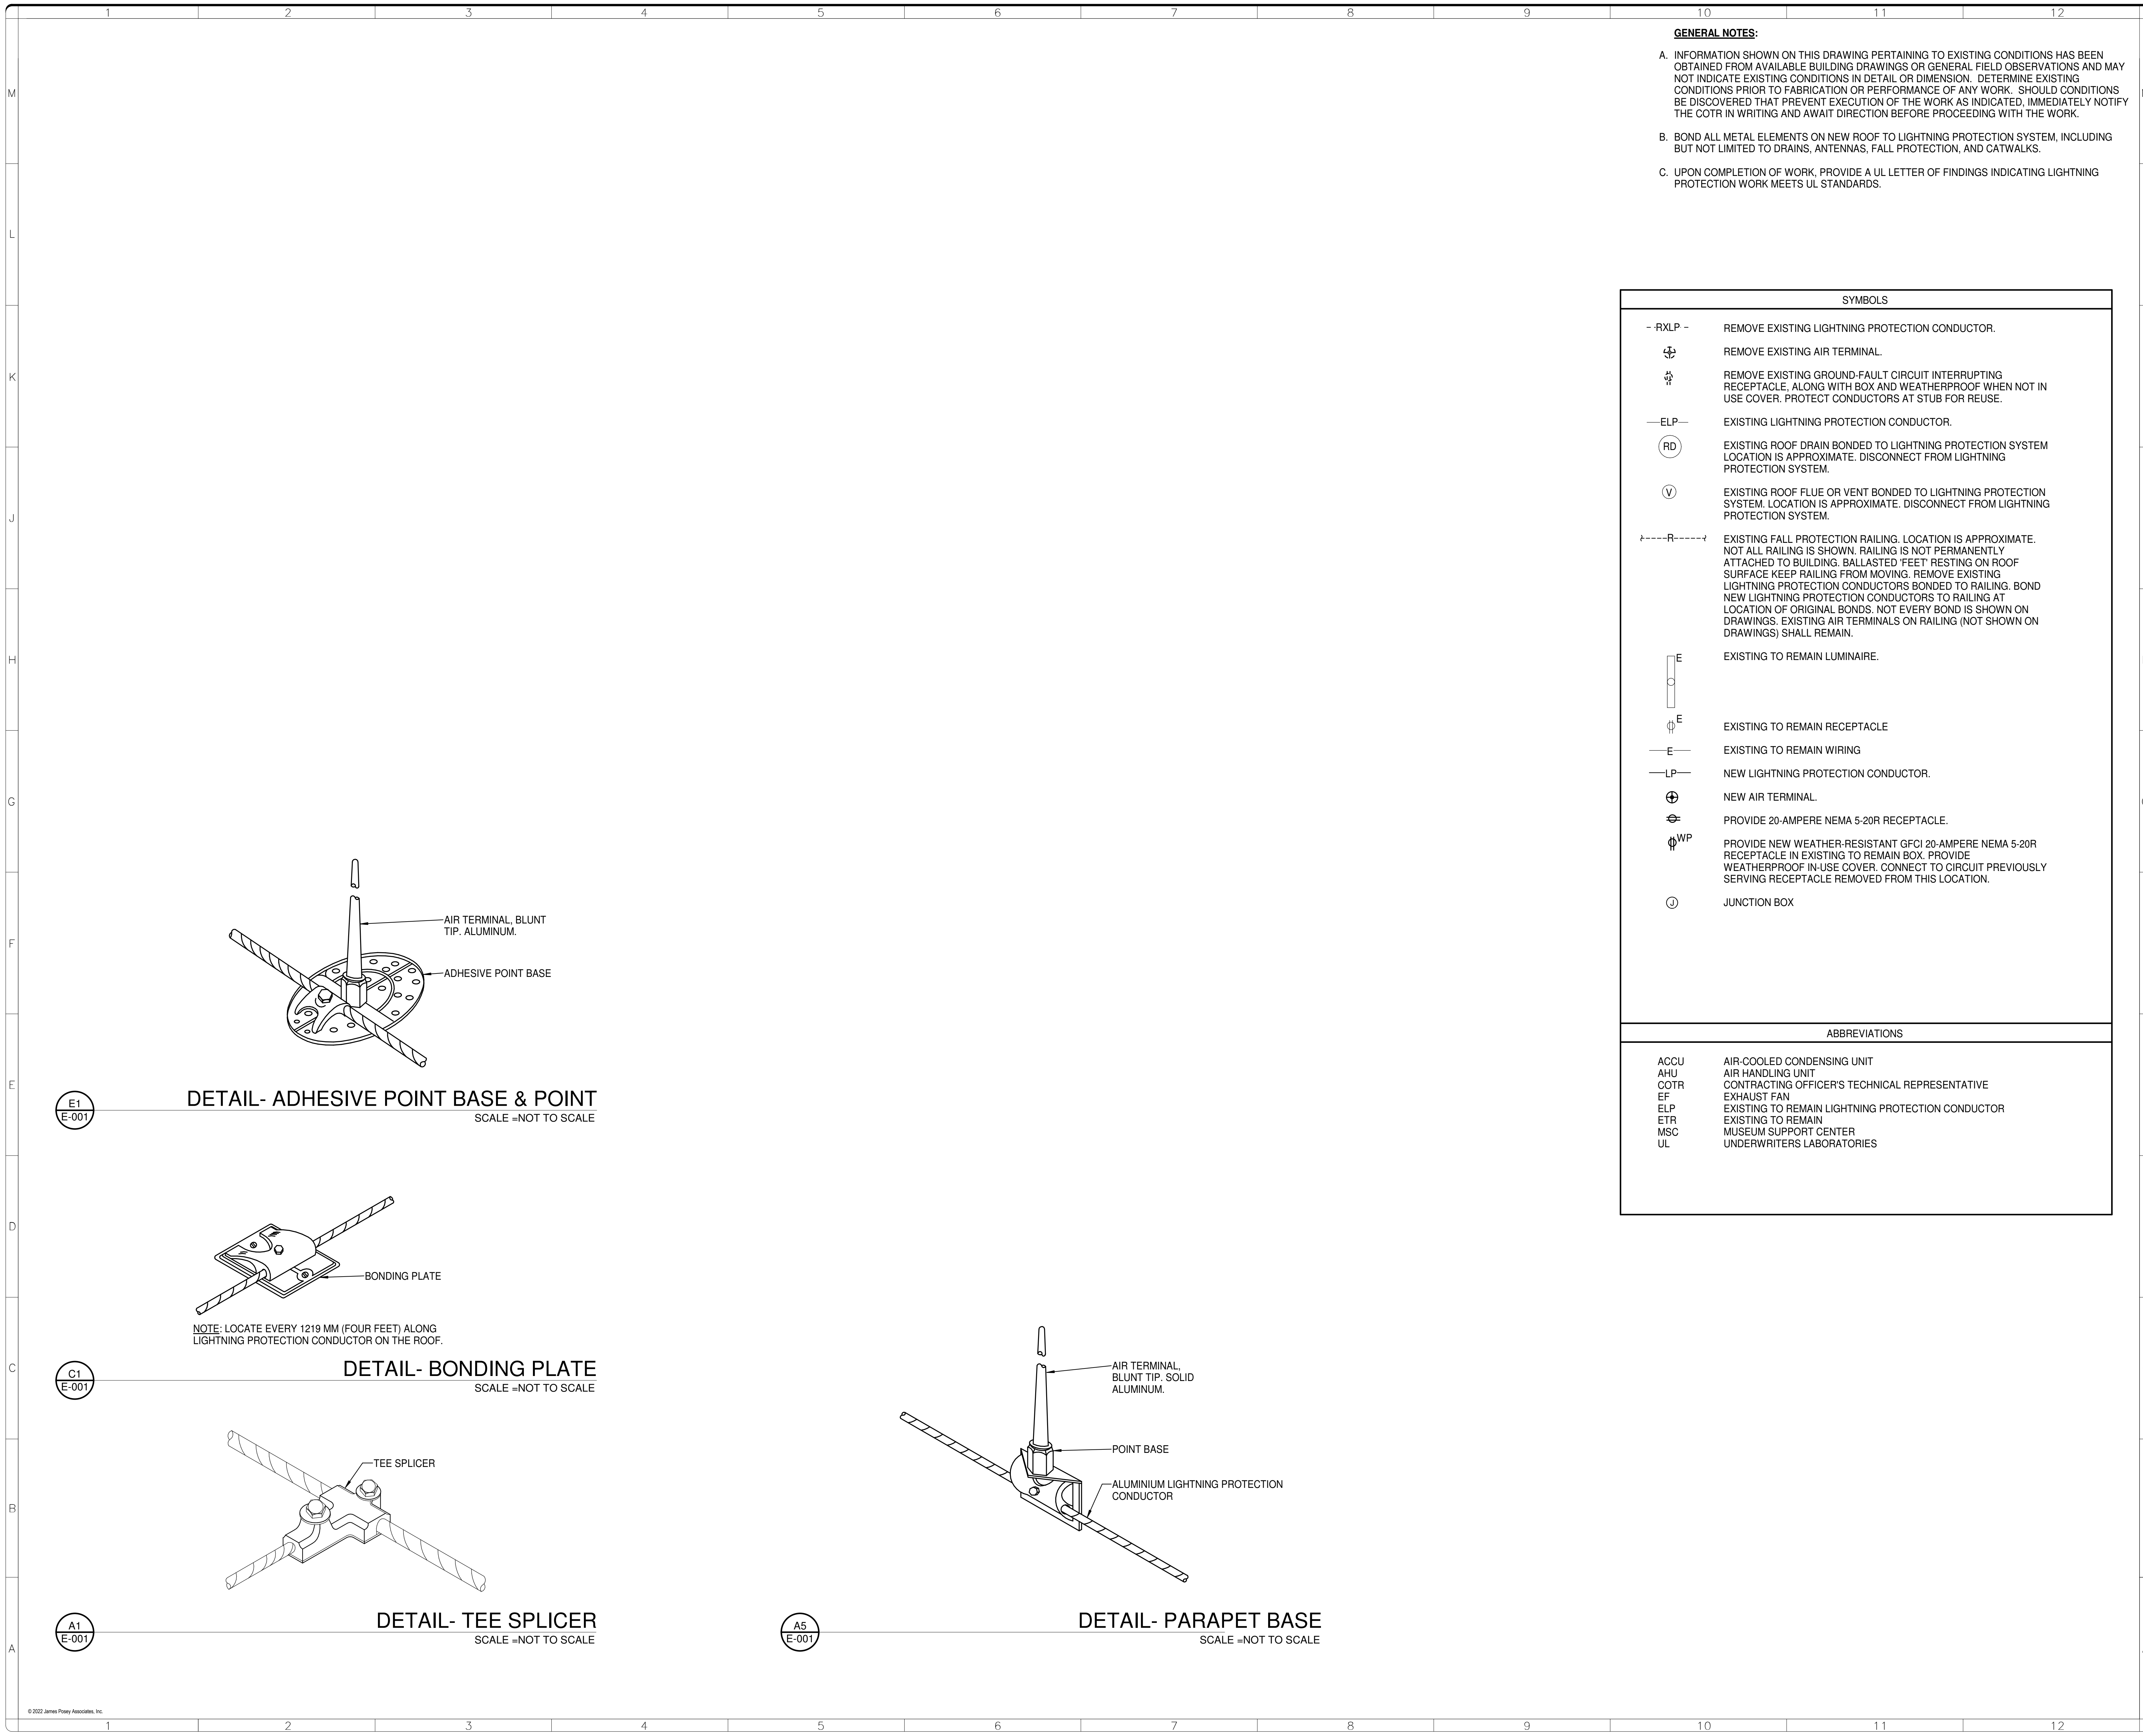 1 2 3 4 5 6 7 8 9 10 11 12
M
L
K
J
H
G
F
E
D
C
B
A
GENERAL NOTES:
A. INFORMATION SHOWN ON THIS DRAWING PERTAINING TO EXISTING CONDITIONS HAS BEEN
OBTAINED FROM AVAILABLE BUILDING DRAWINGS OR GENERAL FIELD OBSERVATIONS AND MAY
NOT INDICATE EXISTING CONDITIONS IN DETAIL OR DIMENSION. DETERMINE EXISTING
CONDITIONS PRIOR TO FABRICATION OR PERFORMANCE OF ANY WORK. SHOULD CONDITIONS
BE DISCOVERED THAT PREVENT EXECUTION OF THE WORK AS INDICATED, IMMEDIATELY NOTIFY
THE COTR IN WRITING AND AWAIT DIRECTION BEFORE PROCEEDING WITH THE WORK.
B. BOND ALL METAL ELEMENTS ON NEW ROOF TO LIGHTNING PROTECTION SYSTEM, INCLUDING
BUT NOT LIMITED TO DRAINS, ANTENNAS, FALL PROTECTION, AND CATWALKS.
C. UPON COMPLETION OF WORK, PROVIDE A UL LETTER OF FINDINGS INDICATING LIGHTNING
PROTECTION WORK MEETS UL STANDARDS.
SYMBOLS
RXLP REMOVE EXISTING LIGHTNING PROTECTION CONDUCTOR.
REMOVE EXISTING AIR TERMINAL.
REMOVE EXISTING GROUND-FAULT CIRCUIT INTERRUPTING
RECEPTACLE, ALONG WITH BOX AND WEATHERPROOF WHEN NOT IN
USE COVER. PROTECT CONDUCTORS AT STUB FOR REUSE.
ELP EXISTING LIGHTNING PROTECTION CONDUCTOR.
RD EXISTING ROOF DRAIN BONDED TO LIGHTNING PROTECTION SYSTEM
LOCATION IS APPROXIMATE. DISCONNECT FROM LIGHTNING
PROTECTION SYSTEM.
V EXISTING ROOF FLUE OR VENT BONDED TO LIGHTNING PROTECTION
SYSTEM. LOCATION IS APPROXIMATE. DISCONNECT FROM LIGHTNING
PROTECTION SYSTEM.
R EXISTING FALL PROTECTION RAILING. LOCATION IS APPROXIMATE.
NOT ALL RAILING IS SHOWN. RAILING IS NOT PERMANENTLY
ATTACHED TO BUILDING. BALLASTED 'FEET' RESTING ON ROOF
SURFACE KEEP RAILING FROM MOVING. REMOVE EXISTING
LIGHTNING PROTECTION CONDUCTORS BONDED TO RAILING. BOND
NEW LIGHTNING PROTECTION CONDUCTORS TO RAILING AT
LOCATION OF ORIGINAL BONDS. NOT EVERY BOND IS SHOWN ON
DRAWINGS. EXISTING AIR TERMINALS ON RAILING (NOT SHOWN ON
DRAWINGS) SHALL REMAIN.
E EXISTING TO REMAIN LUMINAIRE.
E EXISTING TO REMAIN RECEPTACLE
E EXISTING TO REMAIN WIRING
LP NEW LIGHTNING PROTECTION CONDUCTOR.
NEW AIR TERMINAL.
PROVIDE 20-AMPERE NEMA 5-20R RECEPTACLE.
WP PROVIDE NEW WEATHER-RESISTANT GFCI 20-AMPERE NEMA 5-20R
RECEPTACLE IN EXISTING TO REMAIN BOX. PROVIDE
WEATHERPROOF IN-USE COVER. CONNECT TO CIRCUIT PREVIOUSLY
SERVING RECEPTACLE REMOVED FROM THIS LOCATION.
J JUNCTION BOX
ABBREVIATIONS
ACCU AIR-COOLED CONDENSING UNIT
AHU AIR HANDLING UNIT
COTR CONTRACTING OFFICER'S TECHNICAL REPRESENTATIVE
EF EXHAUST FAN
ELP EXISTING TO REMAIN LIGHTNING PROTECTION CONDUCTOR
ETR EXISTING TO REMAIN
MSC MUSEUM SUPPORT CENTER
UL UNDERWRITERS LABORATORIES
AIR TERMINAL, BLUNT
TIP. ALUMINUM.
ADHESIVE POINT BASE
E1
E-001
DETAIL- ADHESIVE POINT BASE & POINT
SCALE =NOT TO SCALE
BONDING PLATE
NOTE: LOCATE EVERY 1219 MM (FOUR FEET) ALONG
LIGHTNING PROTECTION CONDUCTOR ON THE ROOF.
C1
E-001
DETAIL- BONDING PLATE
SCALE =NOT TO SCALE
TEE SPLICER
A1
E-001
DETAIL- TEE SPLICER
SCALE =NOT TO SCALE
AIR TERMINAL,
BLUNT TIP. SOLID
ALUMINUM.
POINT BASE
ALUMINIUM LIGHTNING PROTECTION
CONDUCTOR
A5
E-001
DETAIL- PARAPET BASE
SCALE =NOT TO SCALE
© 2022 James Posey Associates, Inc.
1 2 3 4 5 6 7 8 9 10 11 12